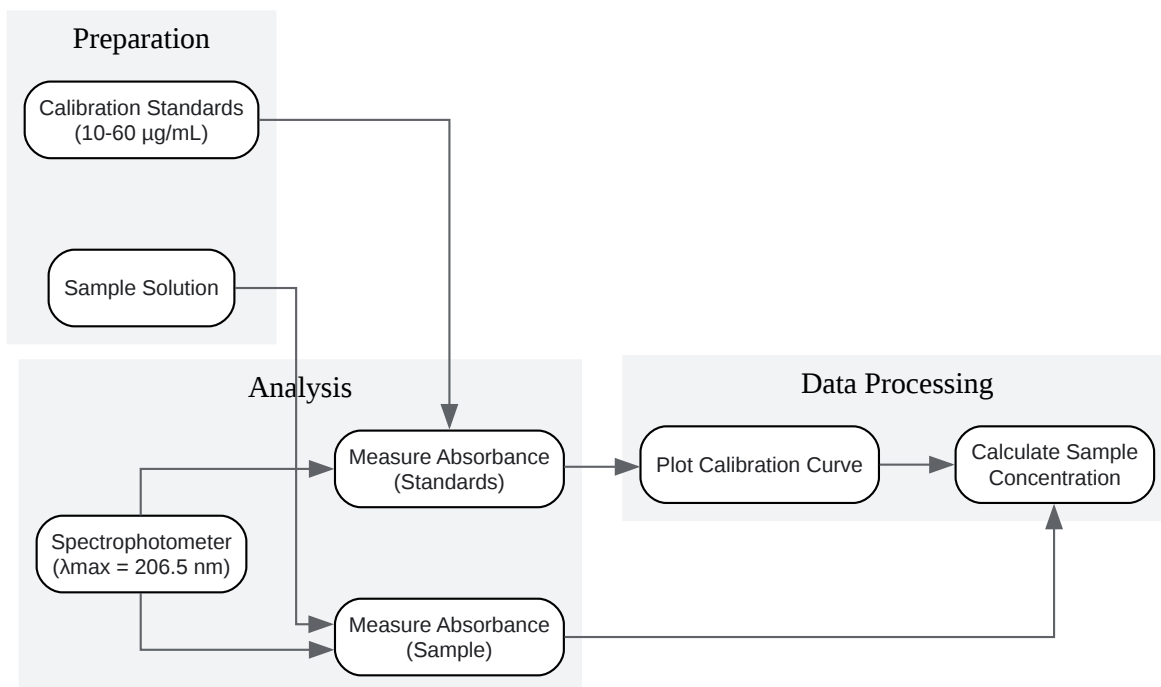 Preparation
Calibration Standards
(10-60 µg/mL)
Sample Solution
Analysis
Measure Absorbance
(Standards)
Spectrophotometer
(λmax = 206.5 nm)
Measure Absorbance
(Sample)
Data Processing
Plot Calibration Curve
Calculate Sample
Concentration